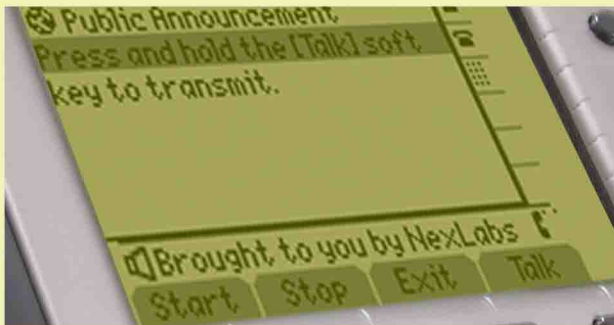 Public Announcement
Press and hold the [Talk] soft
key to transmit.
Brought to you by NexLabs
Start Stop Exit Talk